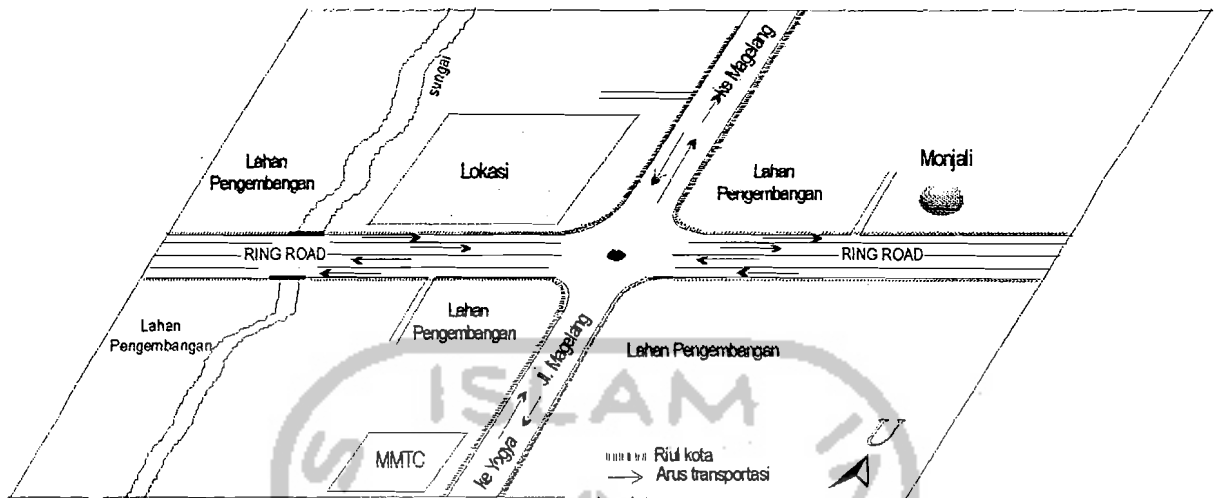 ke Magelang
sungai
Lahan
Pengembangan
Lokasi
Lahan
Pengembangan
Monjali
RING ROAD
RING ROAD
Lahan
Pengembangan
Lahan
Pengembangan
Jl. Magelang
Lahan Pengembangan
ISLAM
MMTC
ke Yogya
Riul kota
Arus transportasi